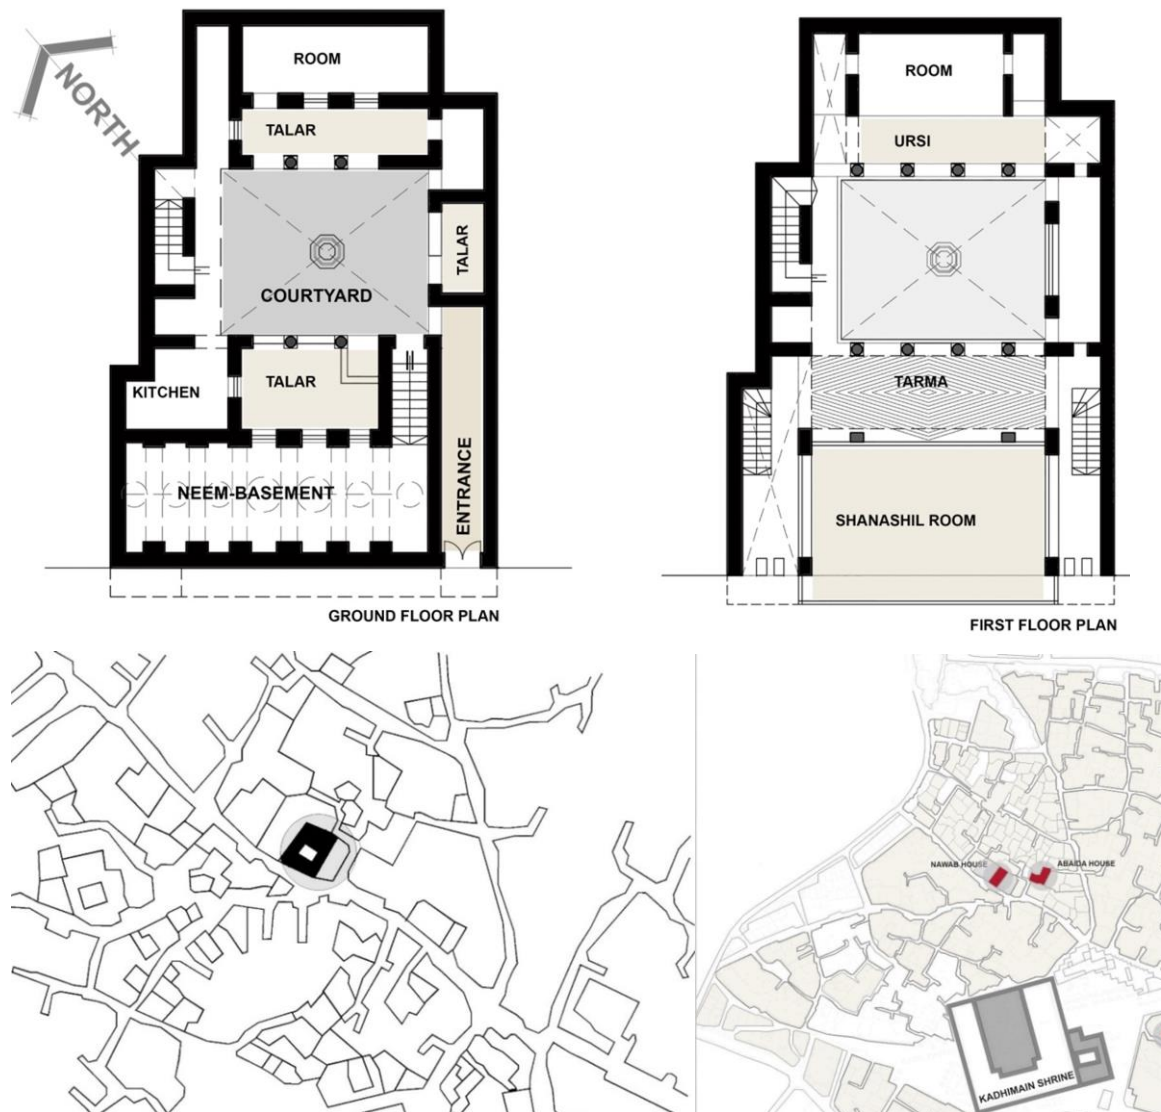 NORTH
ROOM
TALAR
TALAR
COURTYARD
TALAR
KITCHEN
NEEM-BASEMENT
ENTRANCE
GROUND FLOOR PLAN
ROOM
URSI
TARMA
SHANASHIL ROOM
FIRST FLOOR PLAN
NAWAB HOUSE
ABAIDA HOUSE
KADHIMAIN SHRINE